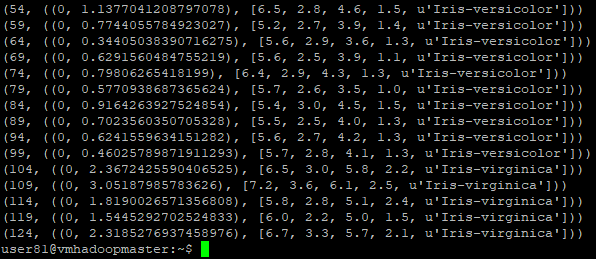 (54, ((0, 1.1377041208797078), [6.5, 2.8, 4.6, 1.5, u'Iris-versicolor']))
(59, ((0, 0.7744055784923027), [5.2, 2.7, 3.9, 1.4, u'Iris-versicolor']))
(64, ((0, 0.34405038390716275), [5.6, 2.9, 3.6, 1.3, u'Iris-versicolor']))
(69, ((0, 0.6291560484755219), [5.6, 2.5, 3.9, 1.1, u'Iris-versicolor']))
(74, ((0, 0.79806265418199), [6.4, 2.9, 4.3, 1.3, u'Iris-versicolor']))
(79, ((0, 0.5770938687365624), [5.7, 2.6, 3.5, 1.0, u'Iris-versicolor']))
(84, ((0, 0.9164263927524854), [5.4, 3.0, 4.5, 1.5, u'Iris-versicolor']))
(89, ((0, 0.7023560350705328), [5.5, 2.5, 4.0, 1.3, u'Iris-versicolor']))
(94, ((0, 0.6241559634151282), [5.6, 2.7, 4.2, 1.3, u'Iris-versicolor']))
(99, ((0, 0.46025789871911293), [5.7, 2.8, 4.1, 1.3, u'Iris-versicolor']))
(104, ((0, 2.3672425590406525), [6.5, 3.0, 5.8, 2.2, u'Iris-virginica']))
(109, ((0, 3.05187985783626), [7.2, 3.6, 6.1, 2.5, u'Iris-virginica']))
(114, ((0, 1.8190026571356808), [5.8, 2.8, 5.1, 2.4, u'Iris-virginica']))
(119, ((0, 1.5445292702524833), [6.0, 2.2, 5.0, 1.5, u'Iris-virginica']))
(124, ((0, 2.3185276937458976), [6.7, 3.3, 5.7, 2.1, u'Iris-virginica']))
user81@vmhadoopmaster:~$